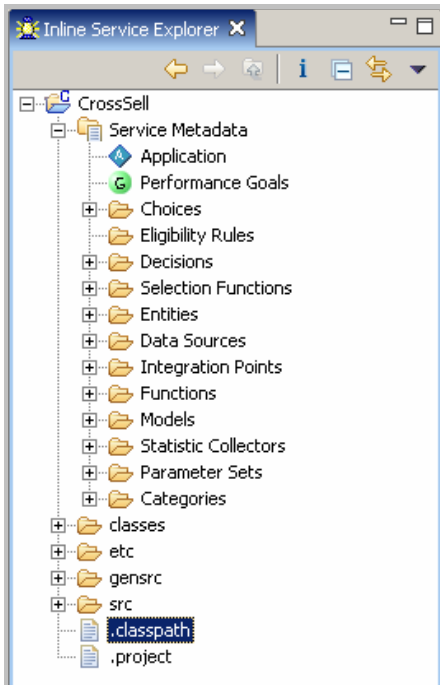 Inline Service Explorer
i
C
CrossSell
Service Metadata
A Application
G Performance Goals
Choices
Eligibility Rules
Decisions
Selection Functions
Entities
Data Sources
Integration Points
Functions
Models
Statistic Collectors
Parameter Sets
Categories
classes
etc
gensrc
src
.classpath
.project